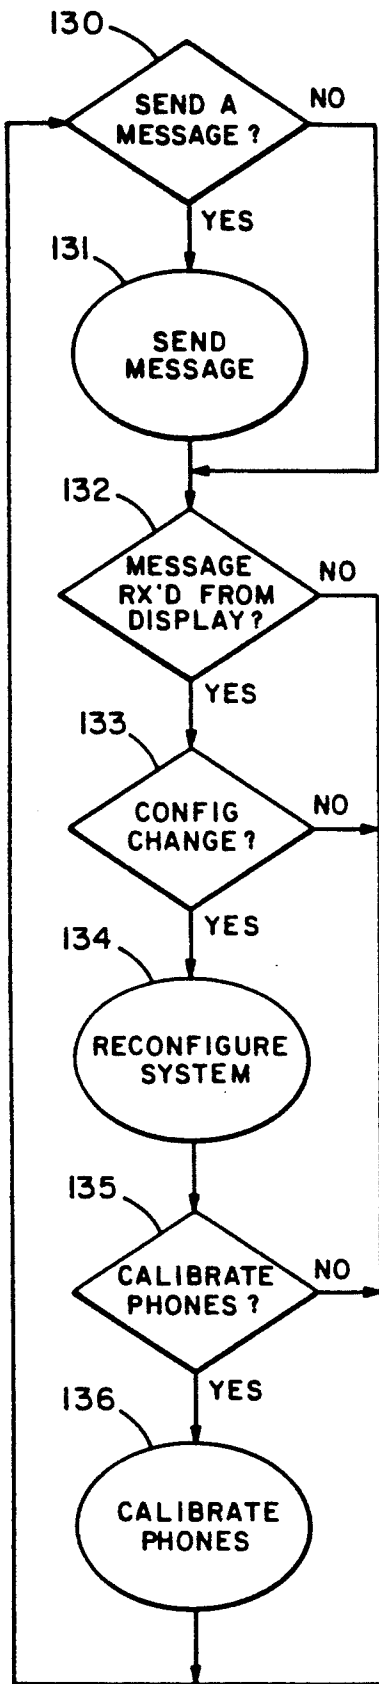 130
SEND A
MESSAGE?
NO
YES
131
SEND
MESSAGE
132
MESSAGE
RX'D FROM
DISPLAY?
NO
YES
133
CONFIG
CHANGE?
NO
YES
134
RECONFIGURE
SYSTEM
135
CALIBRATE
PHONES?
NO
YES
136
CALIBRATE
PHONES